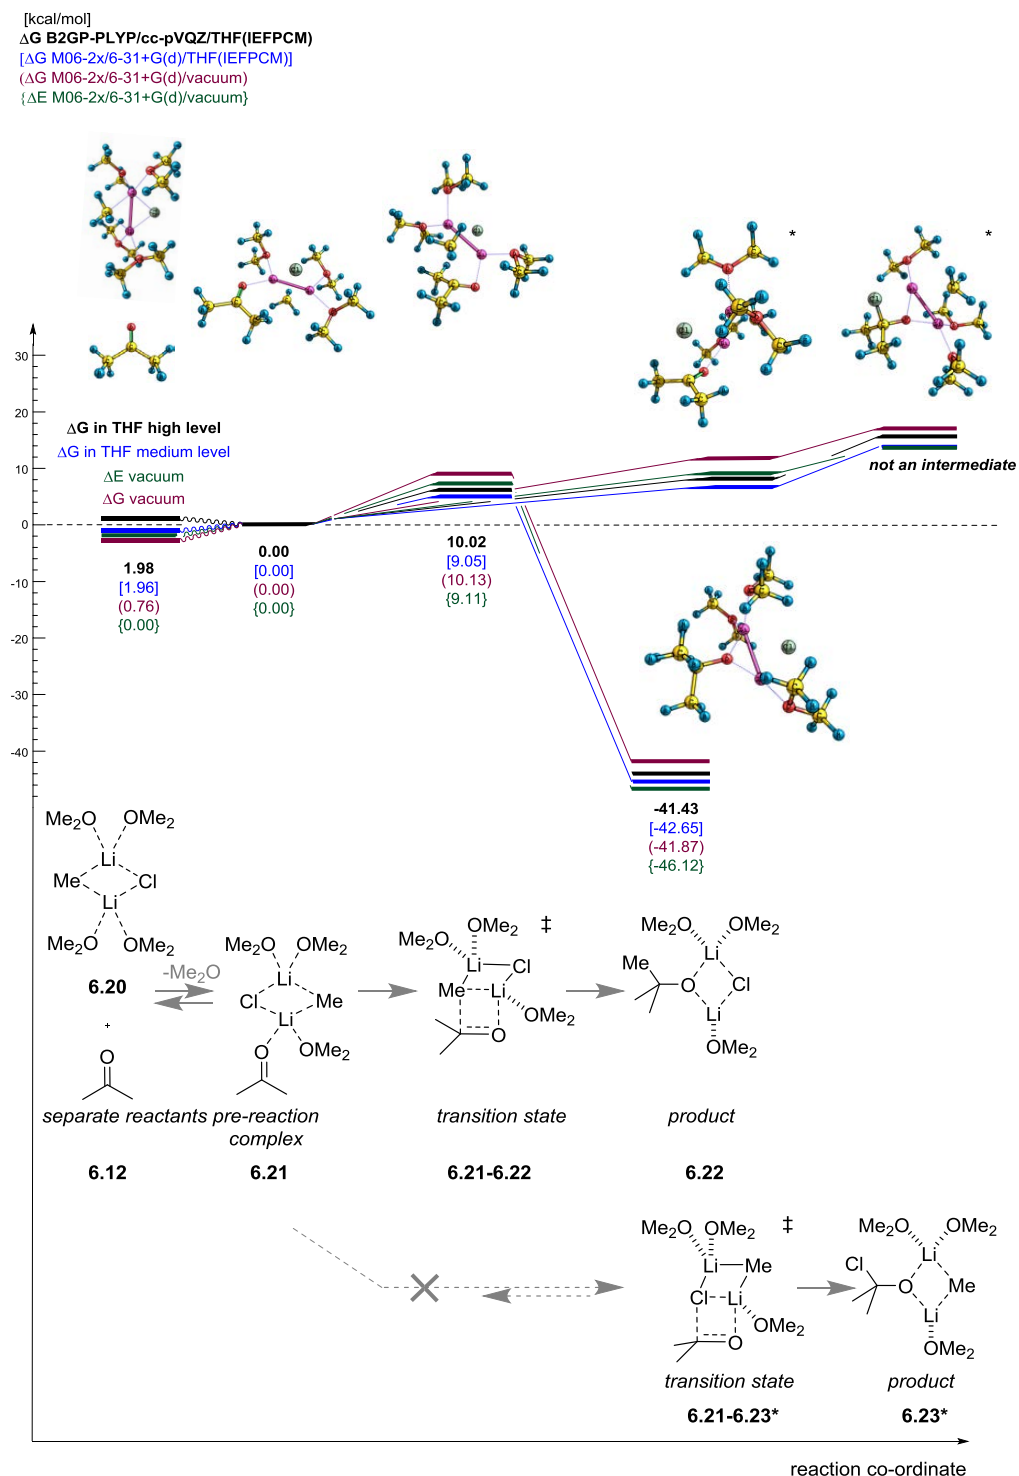 [kcal/mol]
ΔG B2GP-PLYP/cc-pVQZ/THF(IEFPCM)
[ΔG M06-2x/6-31+G(d)/THF(IEFPCM)]
(ΔG M06-2x/6-31+G(d)/vacuum)
{ΔE M06-2x/6-31+G(d)/vacuum}
*
*
30
20
10
0
-10
-20
-30
-40
ΔG in THF high level
ΔG in THF medium level
ΔE vacuum
ΔG vacuum
not an intermediate
1.98
[1.96]
(0.76)
{0.00}
0.00
[0.00]
(0.00)
{0.00}
10.02
[9.05]
(10.13)
{9.11}
-41.43
[-42.65]
(-41.87)
{-46.12}
Me2O OMe2
Li
Me Cl
Li
Me2O OMe2
6.20
+
O
-Me2O
Me2O OMe2
Li
Cl Me
Li
O OMe2
Me2O OMe2 ‡
Li Cl
Me Li
OMe2
O
Me2O OMe2
Me Li
O Cl
Li
OMe2
separate reactants
pre-reaction
complex
transition state
product
6.12
6.21
6.21-6.22
6.22
Me2O OMe2 ‡
Li Me
Cl Li
OMe2
O
Me2O OMe2
Cl Li
O Me
Li
OMe2
transition state
product
6.21-6.23*
6.23*
reaction co-ordinate